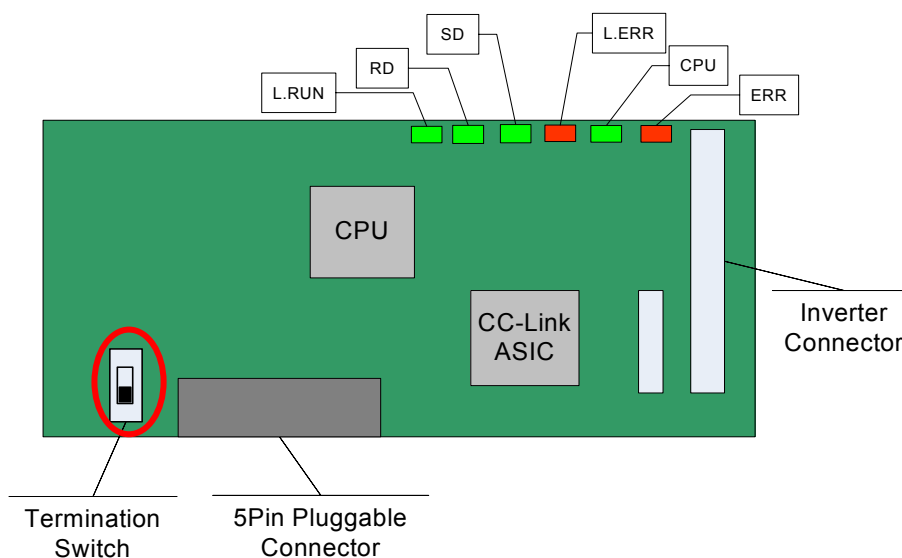 SD
L.ERR
RD
CPU
L.RUN
ERR
CPU
CC-Link
ASIC
Inverter
Connector
Termination
Switch
5Pin Pluggable
Connector